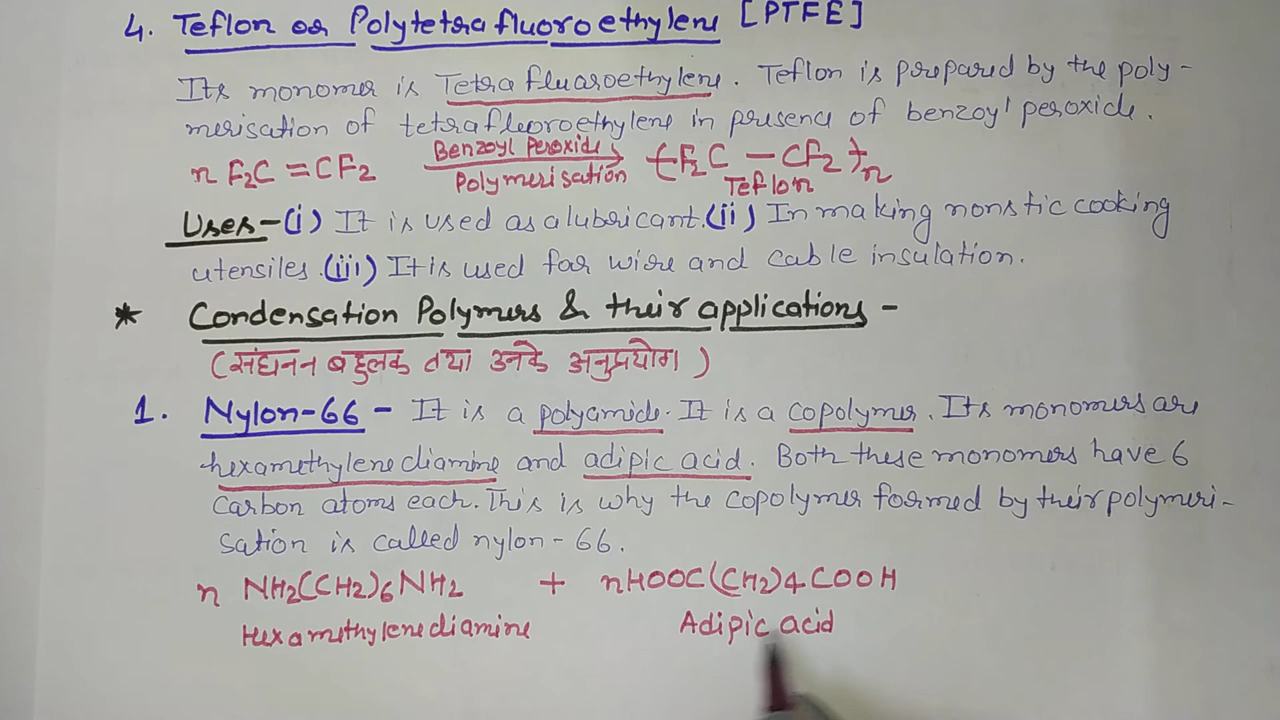 4. Teflon or Polytetrafluoroethylene [PTFE]
Its monomer is Tetrafluaroethylene. Teflon is prepared by the poly-
merisation of tetrafleoroethylene in presence of benzoyl peroxide.
n F₂C = CF₂ Benzoyl Peroxide Polymerisation (F₂C - CF₂)n
Teflon
Uses-(i) It is used as a lubricant.(ii) In making nonstic cooking
utensiles.(iii) It is used for wire and cable insulation.
* Condensation Polymers & their applications -
(संघनन बहुलक तथा उनके अनुप्रयोग)
1. Nylon-66 - It is a polyamide. It is a copolymer. Its monomers are
hexamethylenediamine and adipic acid. Both these monomers have 6
carbon atoms each. This is why the copolymer formed by their polymeri-
sation is called nylon-66.
n NH₂(CH₂)₆NH₂ + nHOOC(CH₂)4COOH
Hexamethylenediamine Adipic acid